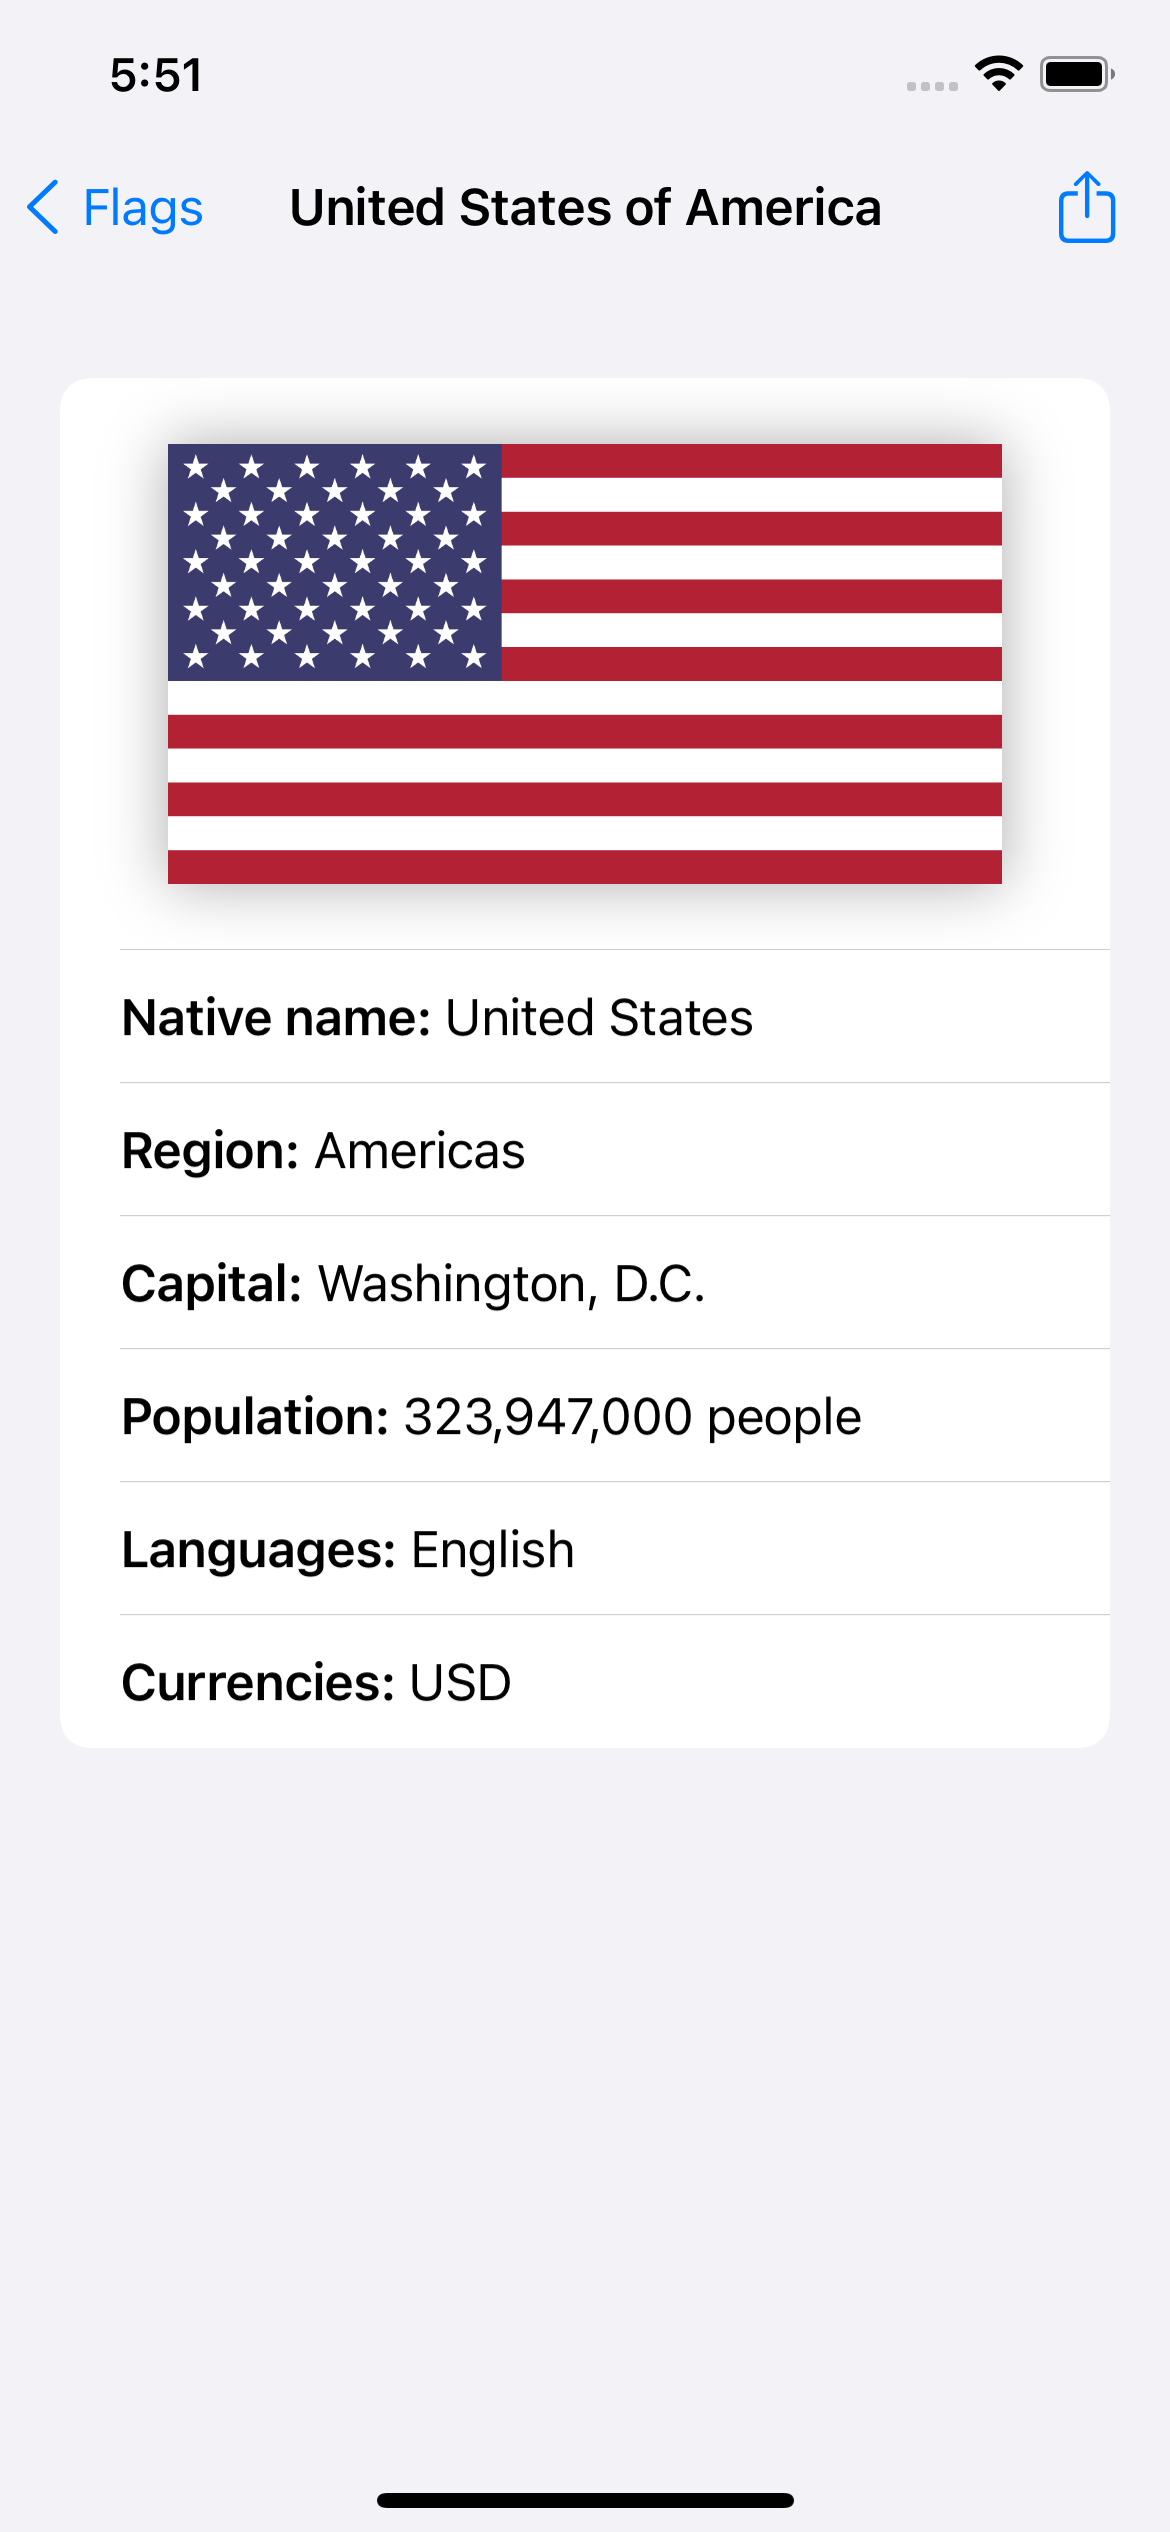 5:51
Flags
United States of America
Native name: United States
Region: Americas
Capital: Washington, D.C.
Population: 323,947,000 people
Languages: English
Currencies: USD